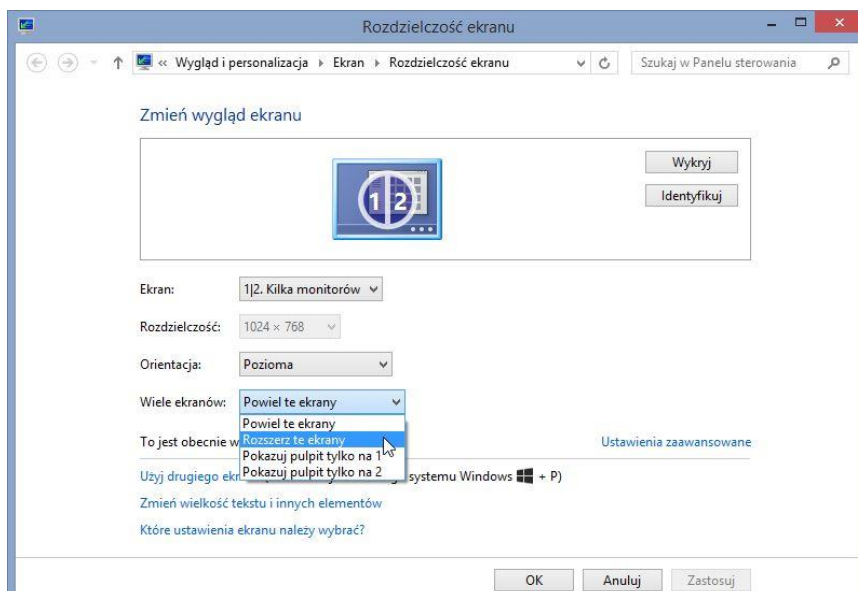 Rozdzielczość ekranu
« Wygląd i personalizacja Ekran Rozdzielczość ekranu Szukaj w Panelu sterowania
Zmień wygląd ekranu
1 2
Wykryj
Identyfikuj
Ekran: 1|2. Kilka monitorów
Rozdzielczość: 1024 × 768
Orientacja: Pozioma
Wiele ekranów: Powiel te ekrany
Powiel te ekrany
To jest obecnie Rozszerz te ekrany Ustawienia zaawansowane
Pokazuj pulpit tylko na 1
Użyj drugiego Pokazuj pulpit tylko na 2 systemu Windows + P)
Zmień wielkość tekstu i innych elementów
Które ustawienia ekranu należy wybrać?
OK Anuluj Zastosuj